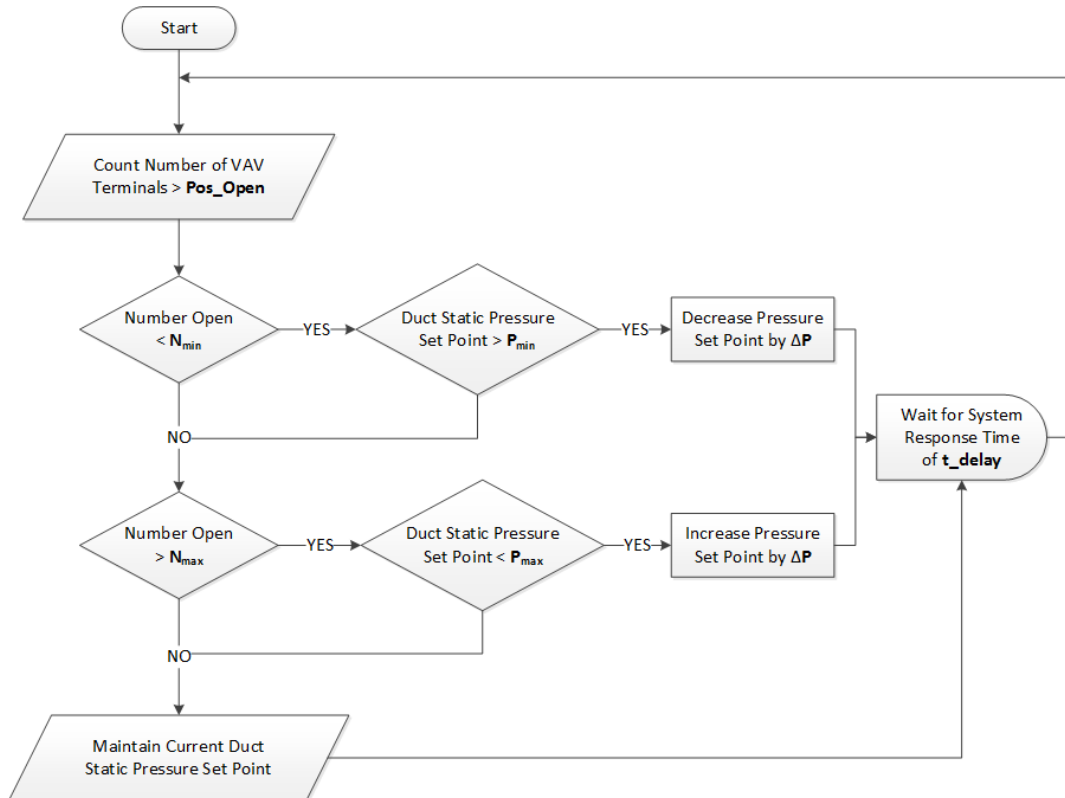 Start
Count Number of VAV
Terminals > Pos_Open
Number Open
< Nmin
YES
Duct Static Pressure
Set Point > Pmin
YES
Decrease Pressure
Set Point by ΔP
Wait for System
Response Time
of t_delay
NO
Number Open
> Nmax
YES
Duct Static Pressure
Set Point < Pmax
YES
Increase Pressure
Set Point by ΔP
NO
Maintain Current Duct
Static Pressure Set Point